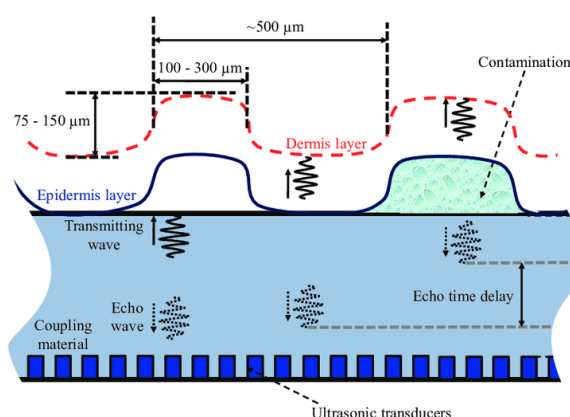 ~500 µm
100 - 300 µm
Contamination
75 - 150 µm
Dermis layer
Epidermis layer
Transmitting
wave
Echo time delay
Echo
wave
Coupling
material
Ultrasonic transducers